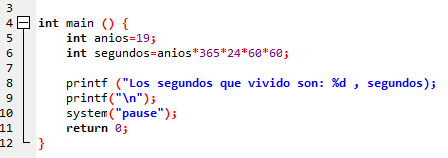 3
4 int main () {
5 int anios=19;
6 int segundos=anios*365*24*60*60;
7
8 printf ("Los segundos que vivido son: %d , segundos);
9 printf("\n");
10 system("pause");
11 return 0;
12 }